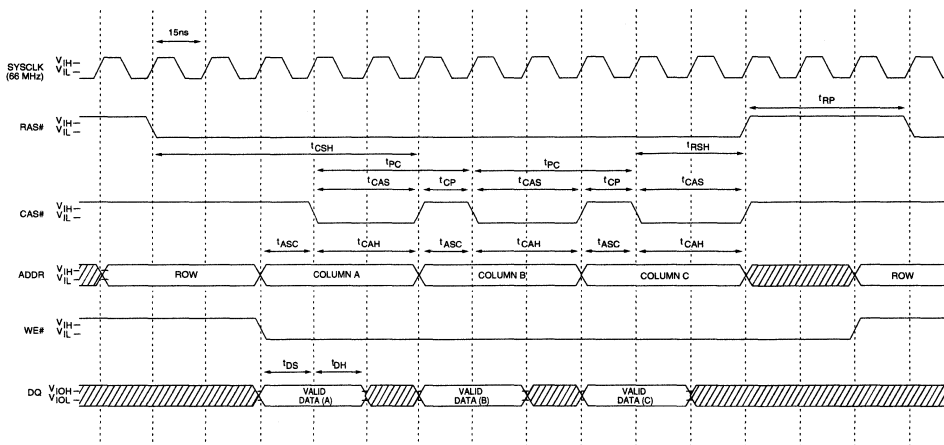 15ns
SYSCLK
(66 MHz)
VIH
VIL
RAS#
VIH
VIL
tRP
tCSH
tRSH
tPC
tPC
tCAS
tCP
tCAS
tCP
tCAS
CAS#
VIH
VIL
tASC
tCAH
tASC
tCAH
tASC
tCAH
ADDR
VIH
VIL
ROW
COLUMN A
COLUMN B
COLUMN C
ROW
WE#
VIH
VIL
tDS
tDH
DQ
VIOH
VIOL
VALID
DATA (A)
VALID
DATA (B)
VALID
DATA (C)